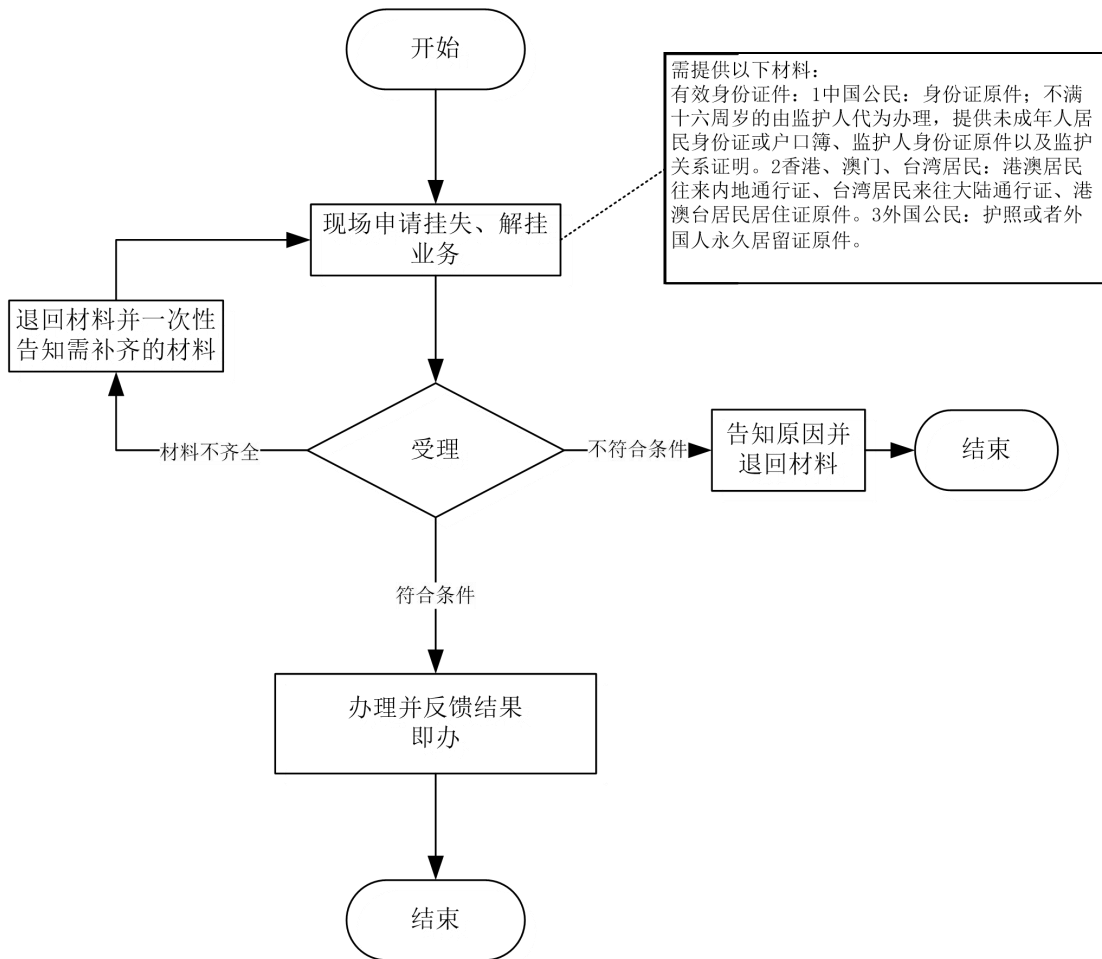 开始
需提供以下材料：
有效身份证件：1中国公民：身份证原件；不满
十六周岁的由监护人代为办理，提供未成年人居
民身份证或户口簿、监护人身份证原件以及监护
关系证明。2香港、澳门、台湾居民：港澳居民
往来内地通行证、台湾居民来往大陆通行证、港
澳台居民居住证原件。3外国公民：护照或者外
国人永久居留证原件。
现场申请挂失、解挂
业务
退回材料并一次性
告知需补齐的材料
材料不齐全
受理
不符合条件
告知原因并
退回材料
结束
符合条件
办理并反馈结果
即办
结束